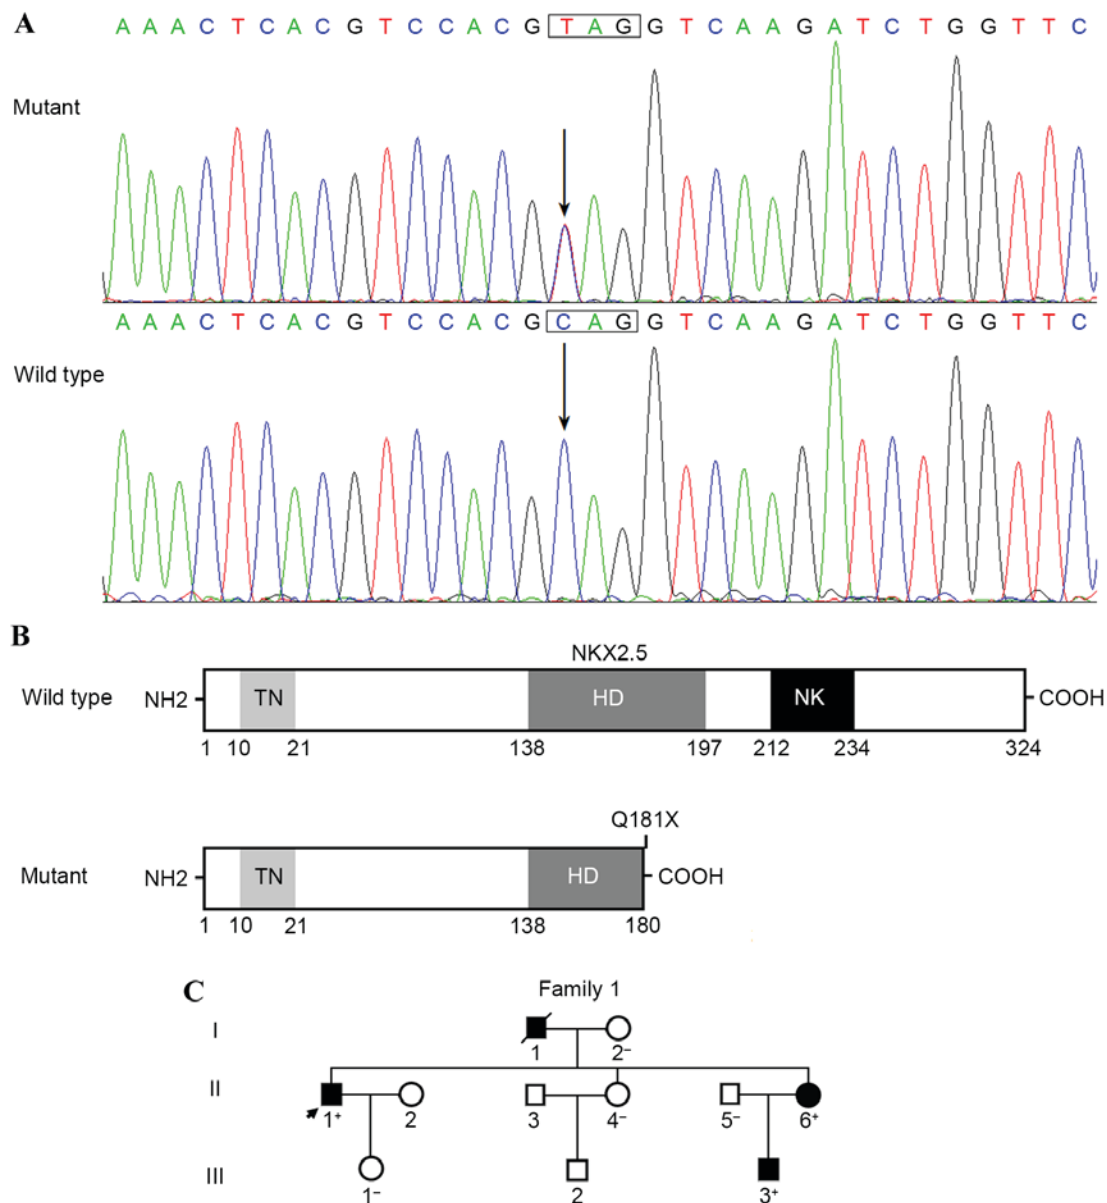 A A A A C T C A C G T C C A C G T A G G T C A A G A T C T G G T T C
Mutant
A A A C T C A C G T C C A C G C A G G T C A A G A T C T G G T T C
Wild type
B
NKX2.5
Wild type NH2 TN HD NK COOH
1 10 21 138 197 212 234 324
Q181X
Mutant NH2 TN HD COOH
1 10 21 138 180
C Family 1
I
1 2⁻
II
1⁺ 2 3 4⁻ 5⁻ 6⁺
III
1⁻ 2 3⁺